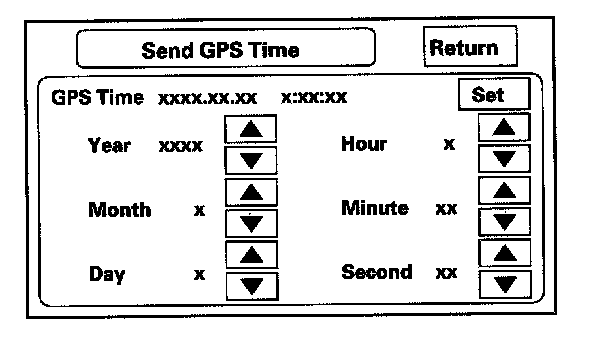 Send GPS Time Return
GPS Time xxxx.xx.xx x:xx:xx Set
Year xxxx Hour x
Month x Minute xx
Day x Second xx